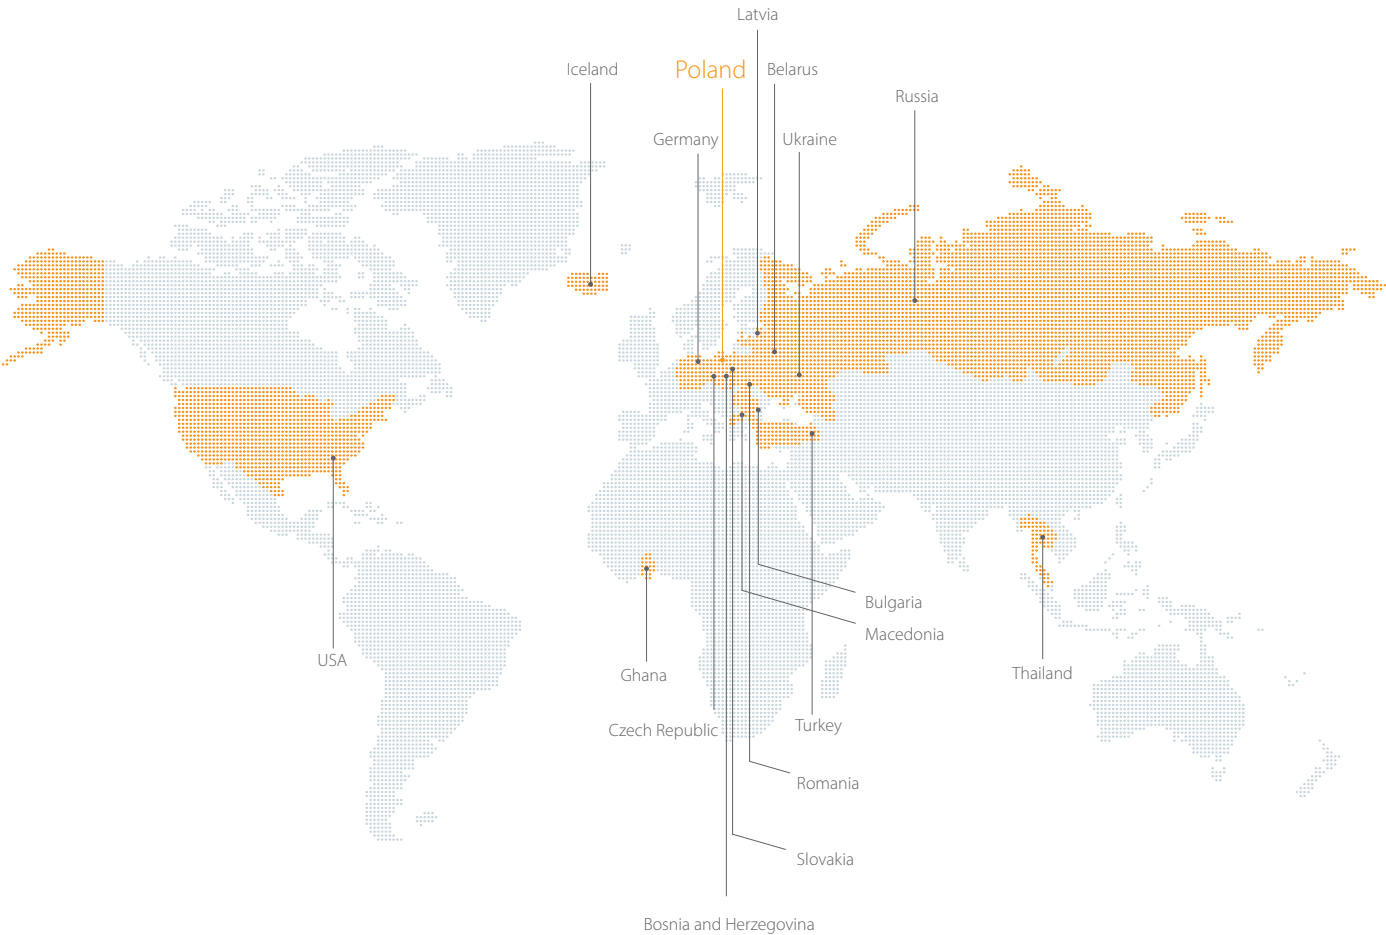 Latvia
Iceland
Poland
Belarus
Russia
Germany
Ukraine
Bulgaria
Macedonia
USA
Ghana
Thailand
Czech Republic
Turkey
Romania
Slovakia
Bosnia and Herzegovina